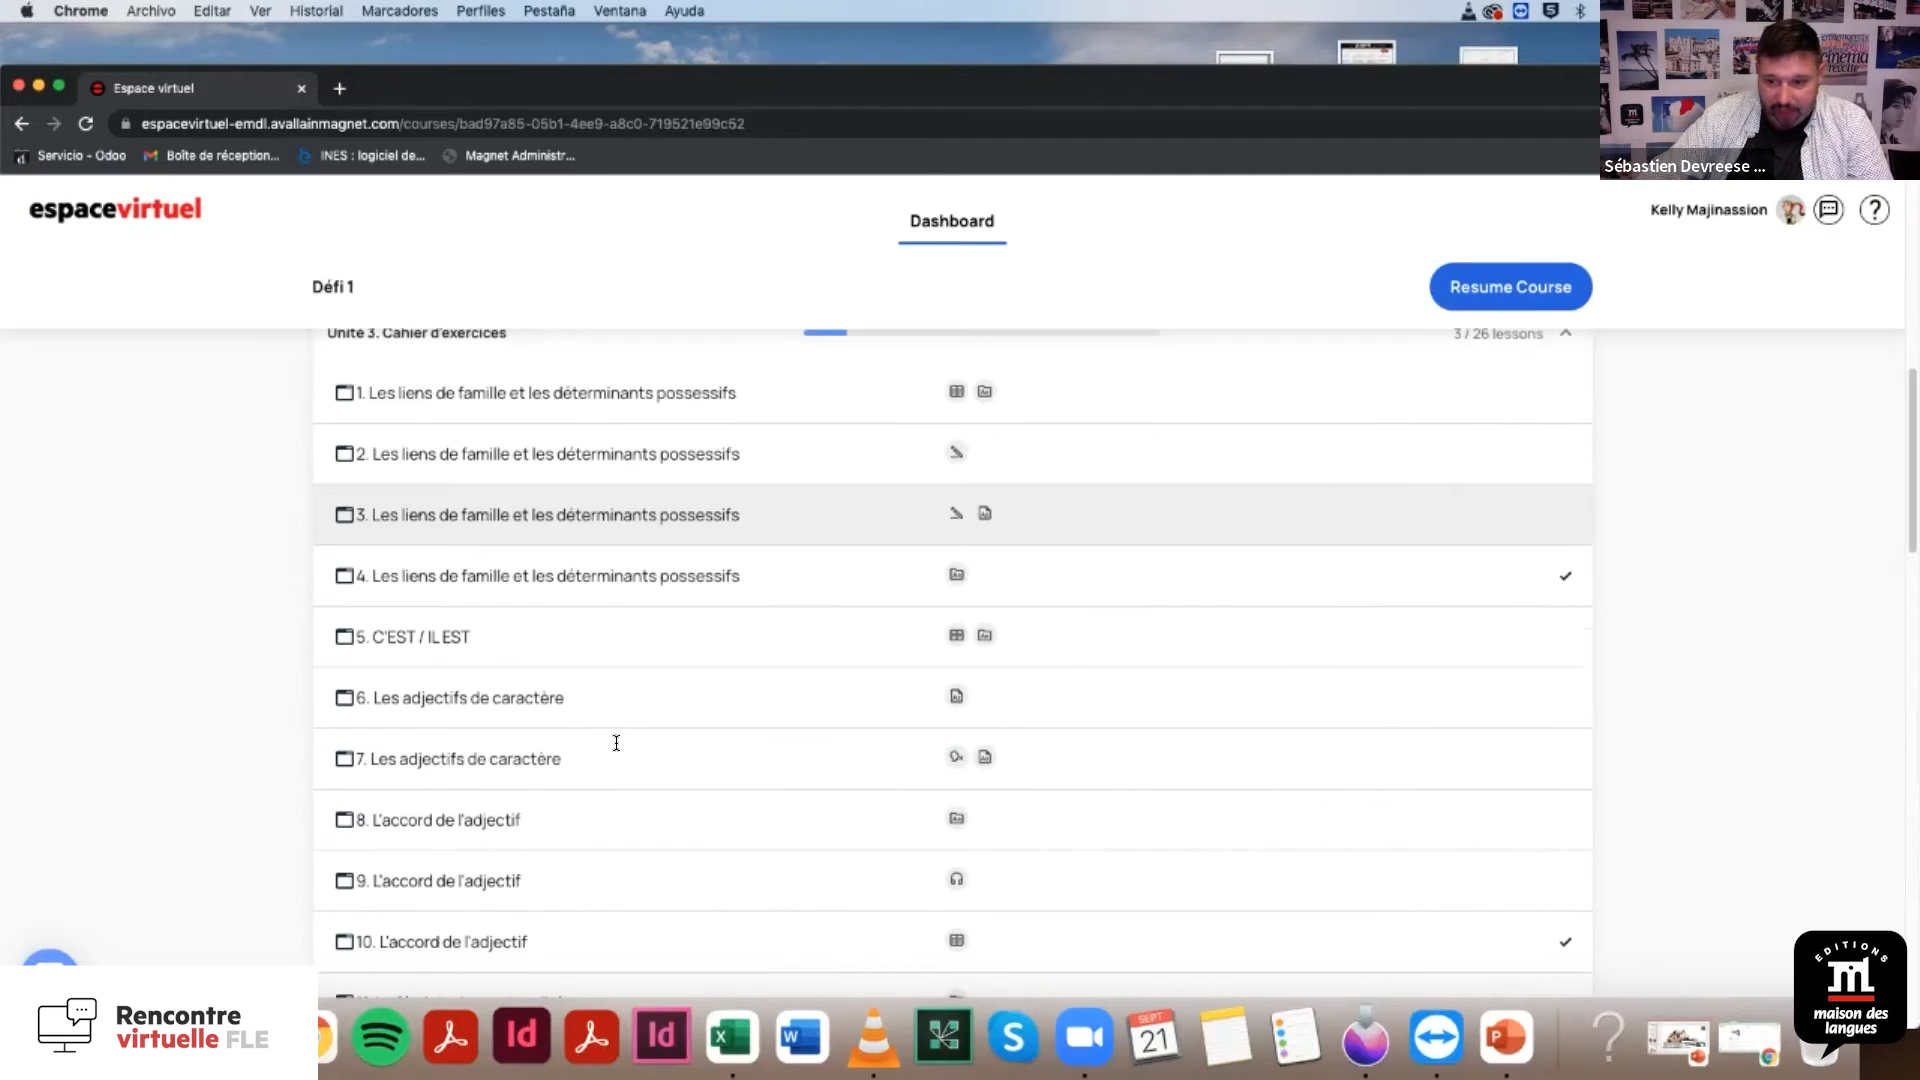 Chrome Archivo Editar Ver Historial Marcadores Perfiles Pestaña Ventana Ayuda
Espace virtuel
espacevirtuel-emdl.avallainmagnet.com/courses/bad97a85-05b1-4ee9-a8c0-719521e99c52
Servicio - Odoo Boîte de réception... INES : logiciel de... Magnet Administr...
Sébastien Devreese ...
espacevirtuel
Dashboard
Kelly Majinassion
Défi 1
Resume Course
Unité 3. Cahier d'exercices
3 / 26 lessons
1. Les liens de famille et les déterminants possessifs
2. Les liens de famille et les déterminants possessifs
3. Les liens de famille et les déterminants possessifs
4. Les liens de famille et les déterminants possessifs
5. C'EST / IL EST
6. Les adjectifs de caractère
7. Les adjectifs de caractère
8. L'accord de l'adjectif
9. L'accord de l'adjectif
10. L'accord de l'adjectif
Rencontre
virtuelle FLE
Id
Id
X
W
S
SEPT
21
P
EDITIONS
maison des
langues